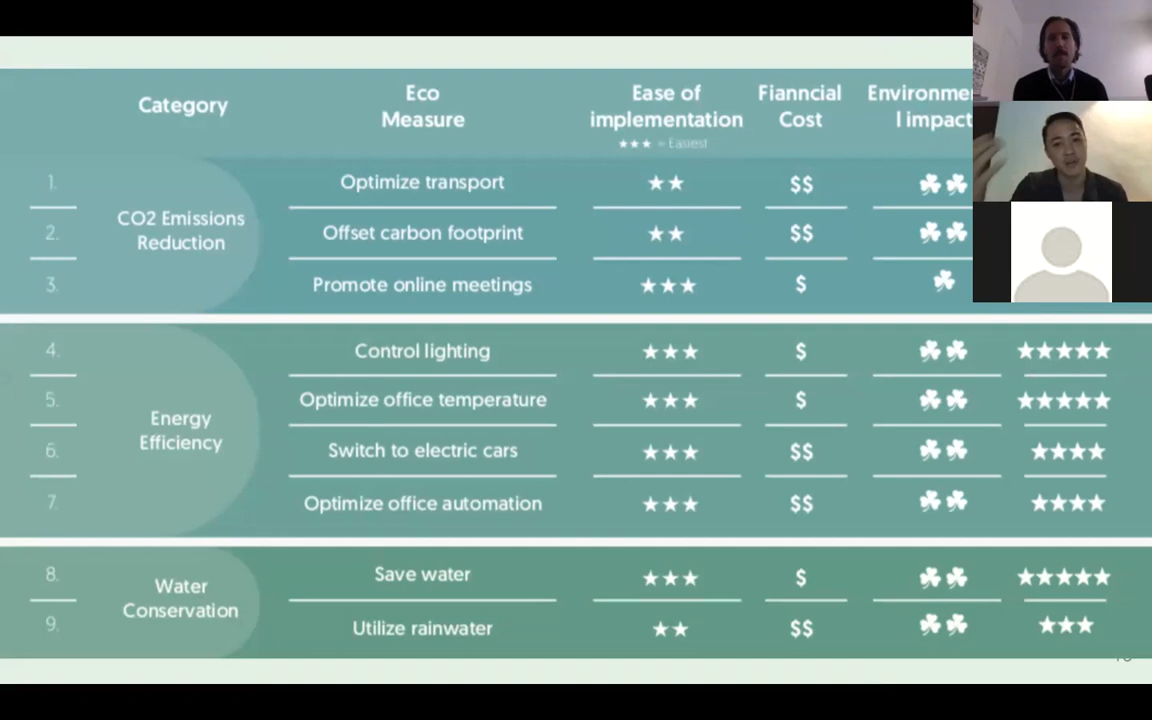 Category
Eco
Measure
Ease of
implementation
★★★ = Easiest
Fianncial
Cost
Environme
l impact
CO2 Emissions
Reduction
1. Optimize transport ★★ $$ ☘☘
2. Offset carbon footprint ★★ $$ ☘☘
3. Promote online meetings ★★★ $ ☘
Energy
Efficiency
4. Control lighting ★★★ $ ☘☘ ★★★★★
5. Optimize office temperature ★★★ $ ☘☘ ★★★★★
6. Switch to electric cars ★★★ $$ ☘☘ ★★★★
7. Optimize office automation ★★★ $$ ☘☘ ★★★★
Water
Conservation
8. Save water ★★★ $ ☘☘ ★★★★★
9. Utilize rainwater ★★ $$ ☘☘ ★★★